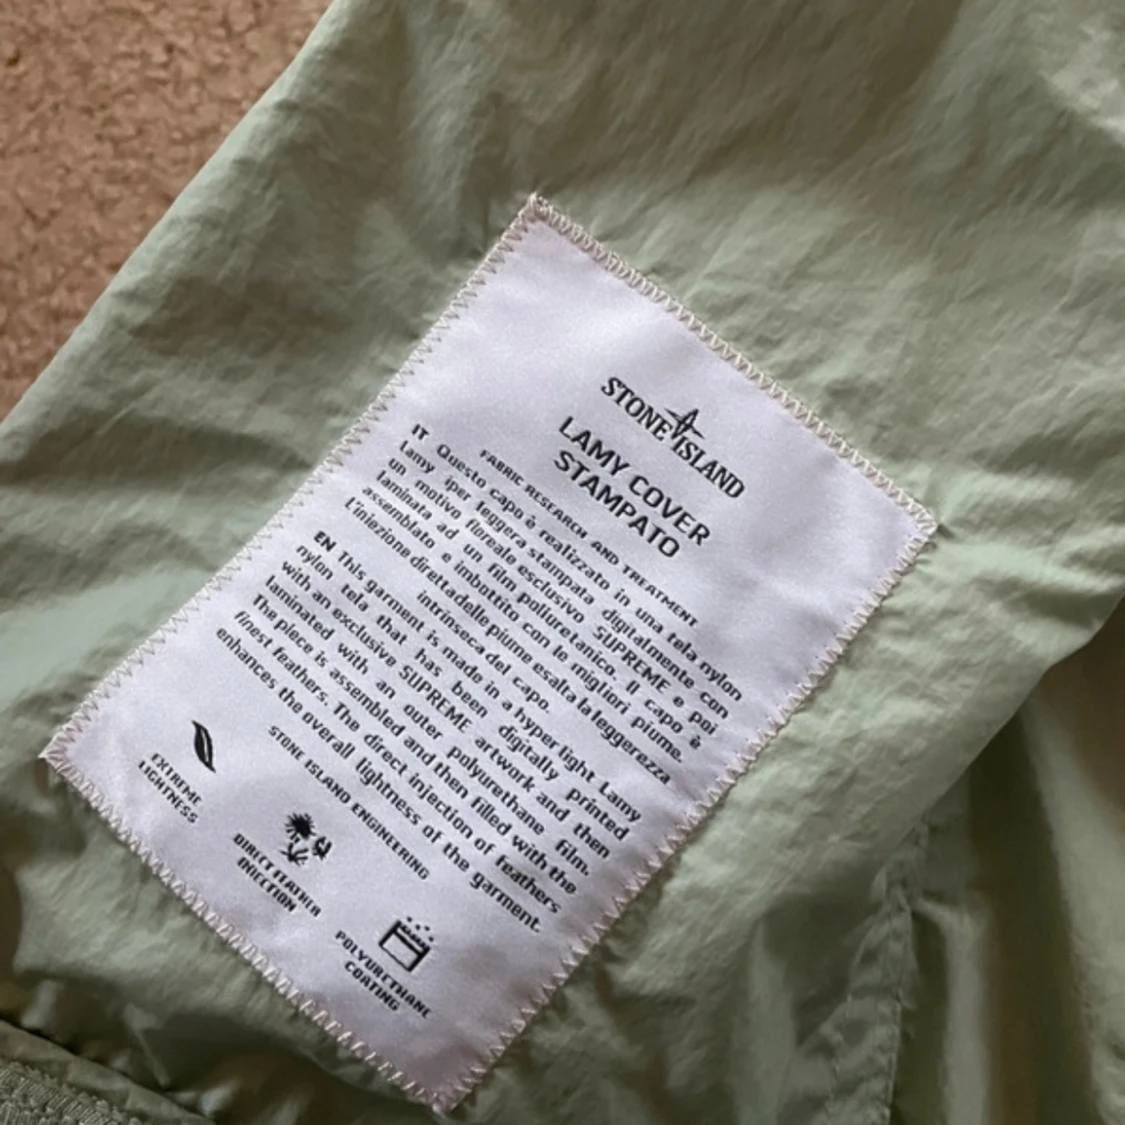 STONE ISLAND
LAMY COVER
STAMPATO
FABRIC RESEARCH AND TREATMENT
IT Questo capo è realizzato in una tela nylon
Lamy iper leggera stampata digitalmente con
un motivo floreale esclusivo SUPREME e poi
laminata ad un film poliuretanico. Il capo è
assemblato e imbottito con le migliori piume.
L'iniezione diretta delle piume esalta la leggerezza
intrinseca del capo.
EN This garment is made in a hyper light Lamy
nylon tela that has been digitally printed
with an exclusive SUPREME artwork and then
laminated with an outer polyurethane film.
The piece is assembled and then filled with the
finest feathers. The direct injection of feathers
enhances the overall lightness of the garment.
STONE ISLAND ENGINEERING
EXTREME
LIGHTNESS
DIRECT FEATHER
INJECTION
POLYURETHANE
COATING